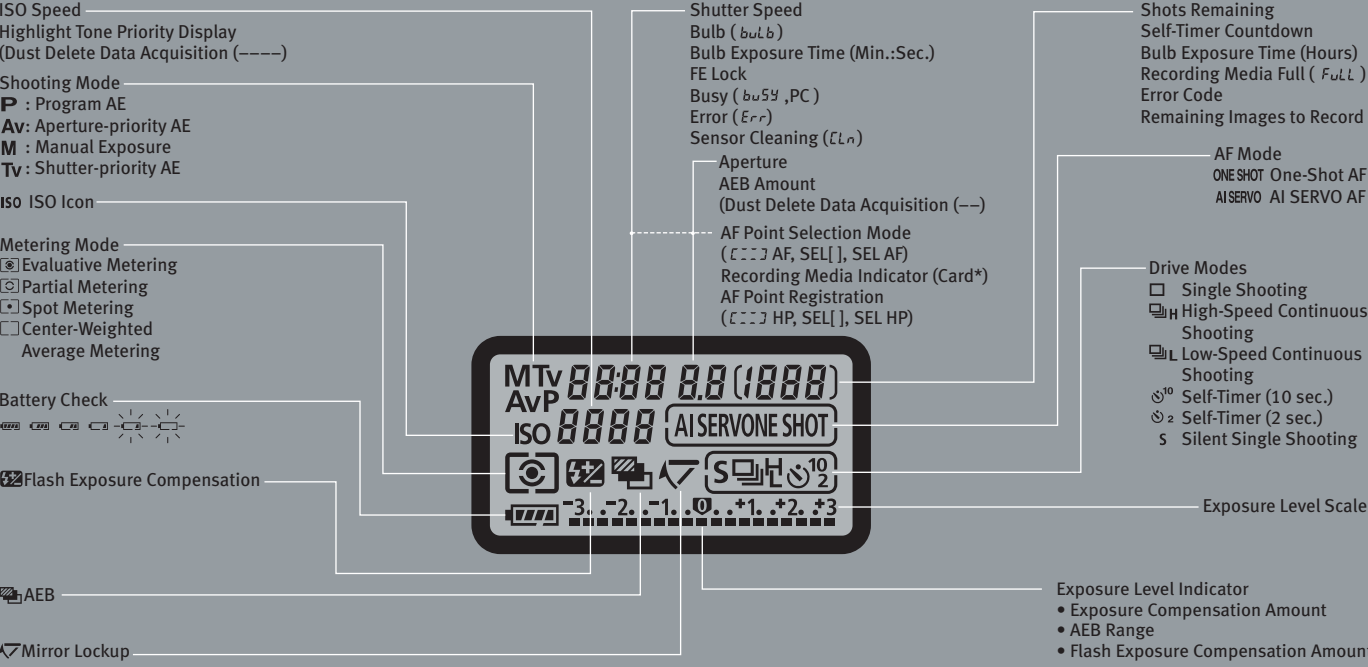 ISO Speed
Highlight Tone Priority Display
(Dust Delete Data Acquisition (----)
Shooting Mode
P : Program AE
Av: Aperture-priority AE
M : Manual Exposure
Tv : Shutter-priority AE
ISO ISO Icon
Metering Mode
Evaluative Metering
Partial Metering
Spot Metering
Center-Weighted
Average Metering
Battery Check
Flash Exposure Compensation
AEB
Mirror Lockup
Shutter Speed
Bulb ( buLb )
Bulb Exposure Time (Min.:Sec.)
FE Lock
Busy ( buSY ,PC )
Error ( Err)
Sensor Cleaning (CLn)
Aperture
AEB Amount
(Dust Delete Data Acquisition (--)
AF Point Selection Mode
([---] AF, SEL[ ], SEL AF)
Recording Media Indicator (Card*)
AF Point Registration
([---] HP, SEL[ ], SEL HP)
MTv 88:88 8.8 (1888)
AvP
ISO 8888 AI SERVONE SHOT
S H 10 2
-3. .-2. .-1. .0. .+1. .+2. .+3
Shots Remaining
Self-Timer Countdown
Bulb Exposure Time (Hours)
Recording Media Full ( FuLL )
Error Code
Remaining Images to Record
AF Mode
ONE SHOT One-Shot AF
AI SERVO AI SERVO AF
Drive Modes
Single Shooting
H High-Speed Continuous
Shooting
L Low-Speed Continuous
Shooting
10 Self-Timer (10 sec.)
2 Self-Timer (2 sec.)
S Silent Single Shooting
Exposure Level Scale
Exposure Level Indicator
• Exposure Compensation Amount
• AEB Range
• Flash Exposure Compensation Amoun